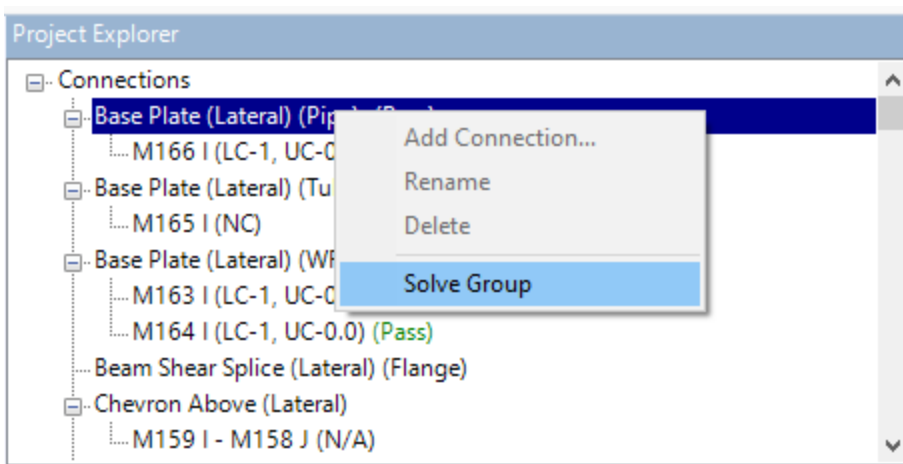 Project Explorer
Connections
Base Plate (Lateral) (Pip
Add Connection...
M166 I (LC-1, UC-0
Rename
Base Plate (Lateral) (Tu
M165 I (NC)
Delete
Base Plate (Lateral) (WF
Solve Group
M163 I (LC-1, UC-0
M164 I (LC-1, UC-0.0) (Pass)
Beam Shear Splice (Lateral) (Flange)
Chevron Above (Lateral)
M159 I - M158 J (N/A)